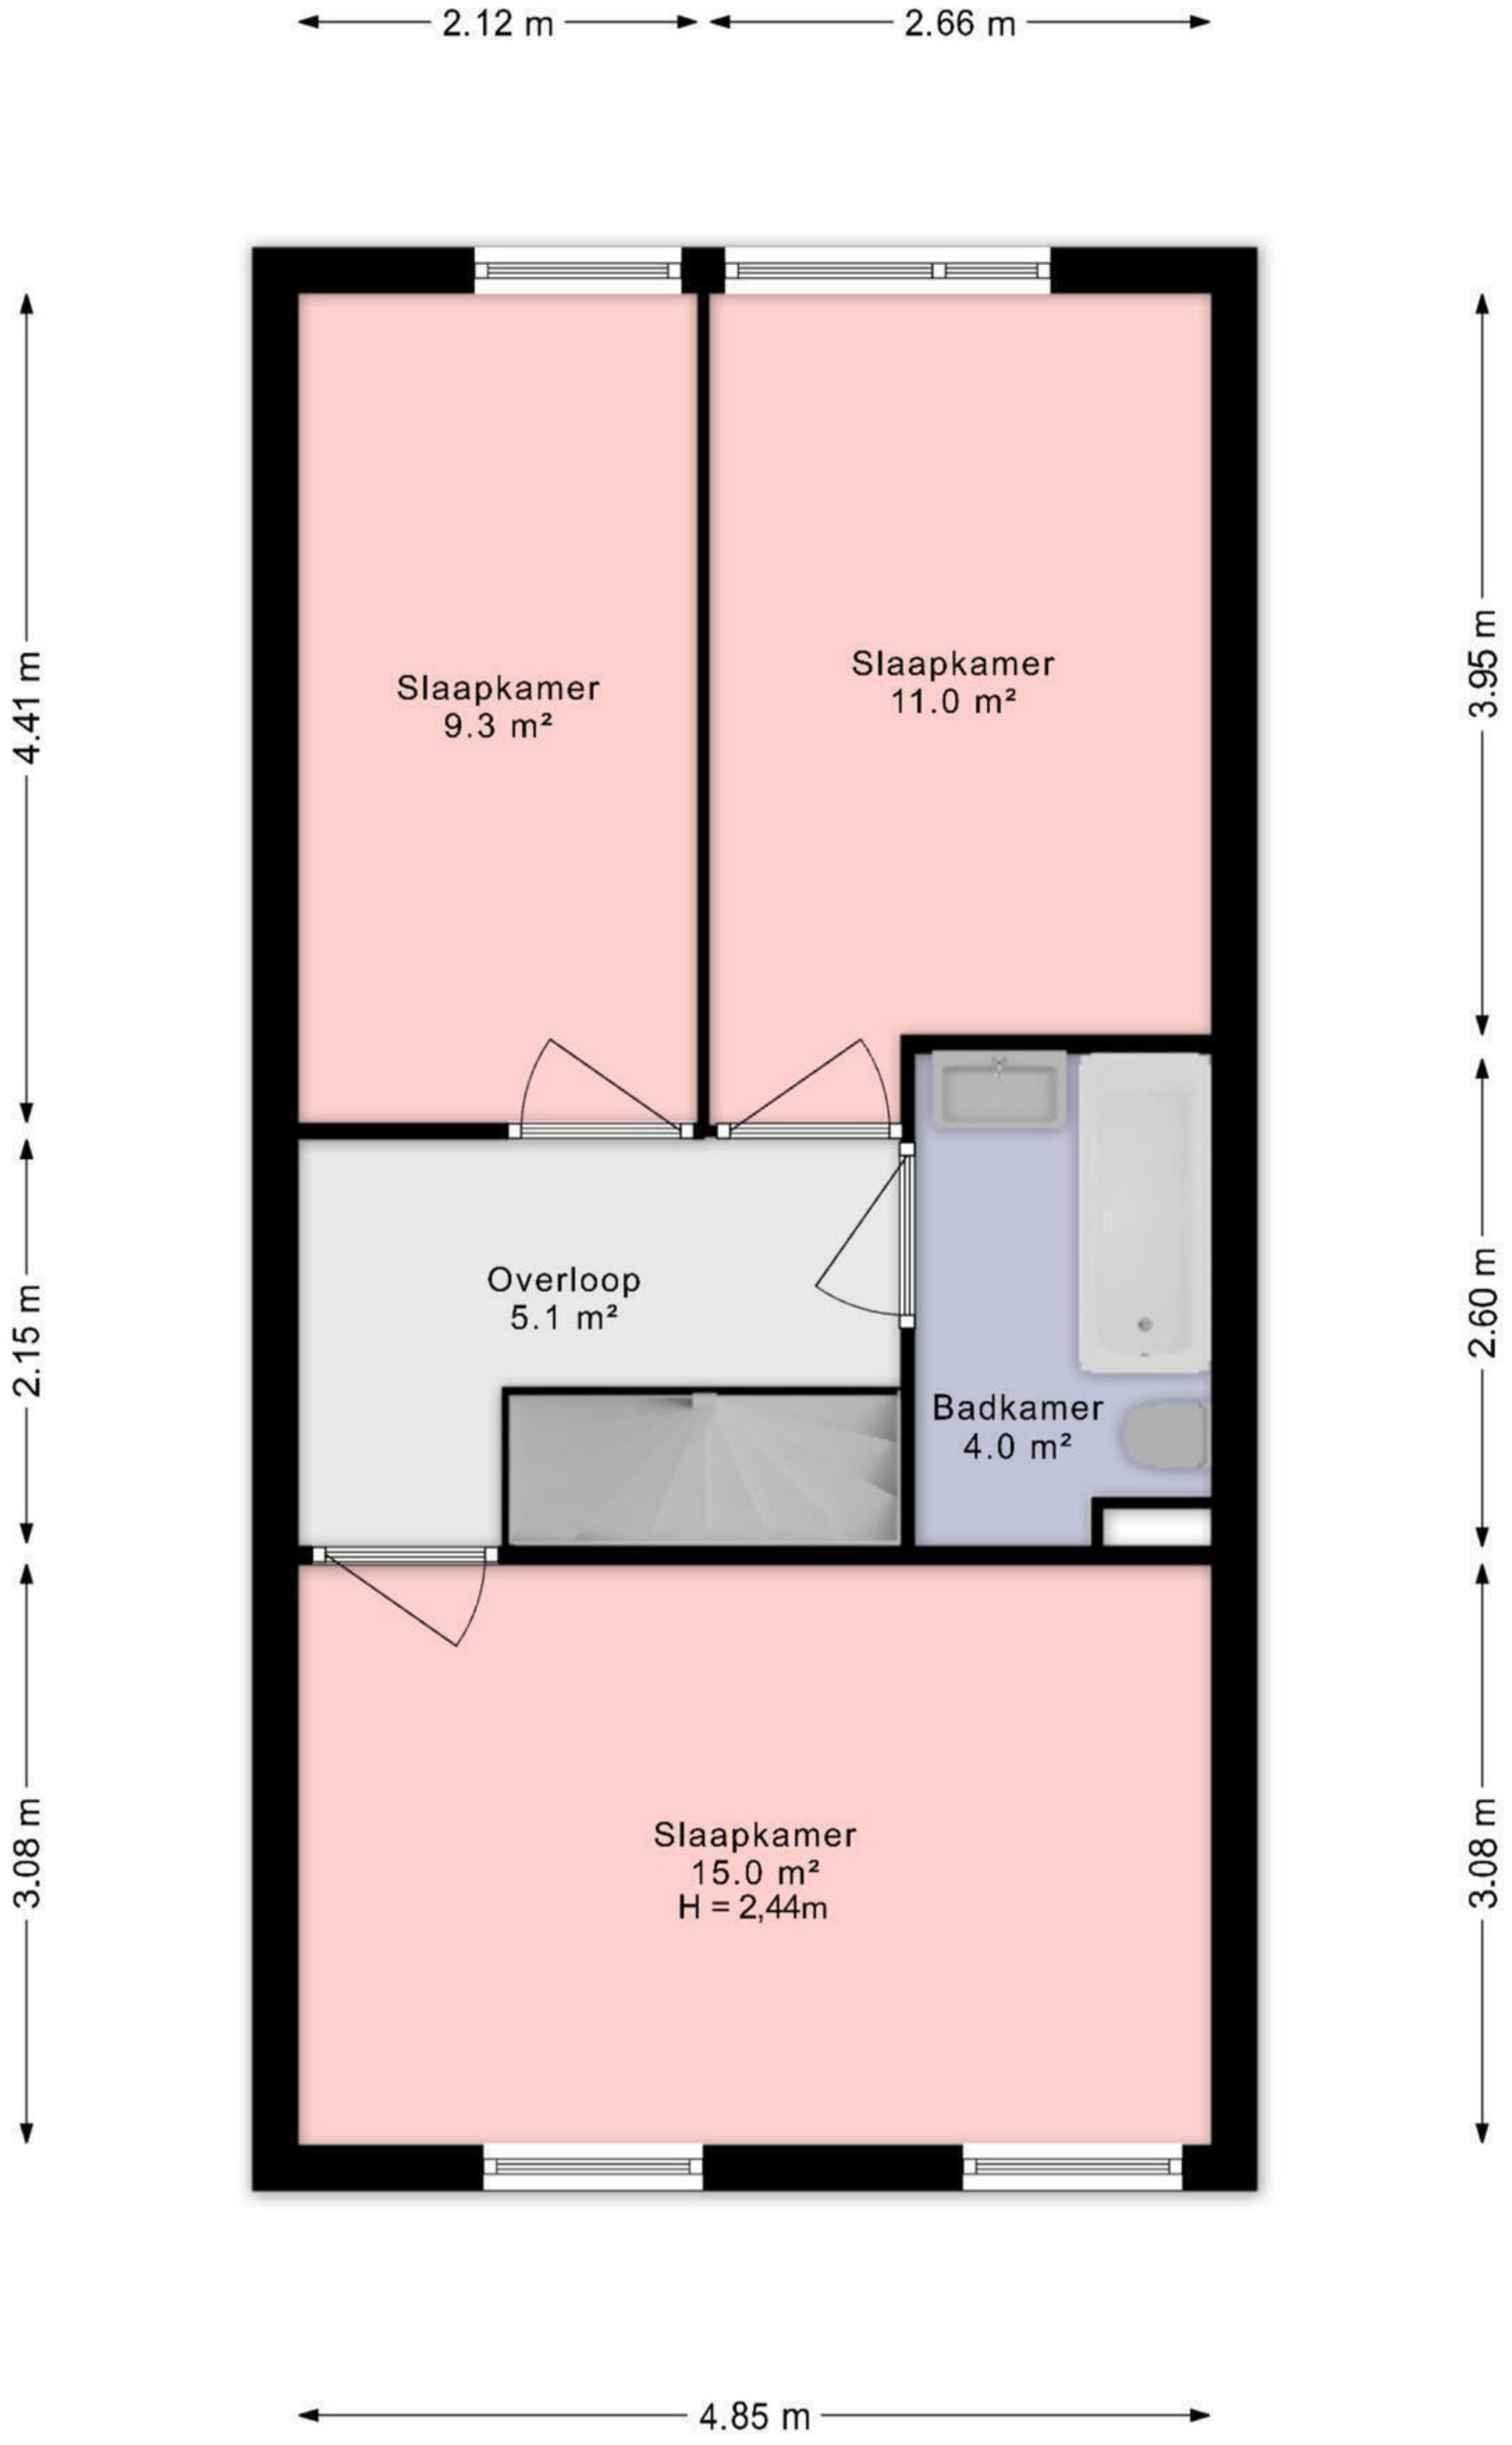 2.12 m
2.66 m
4.41 m
3.95 m
Slaapkamer
9.3 m²
Slaapkamer
11.0 m²
2.15 m
2.60 m
Overloop
5.1 m²
Badkamer
4.0 m²
3.08 m
3.08 m
Slaapkamer
15.0 m²
H = 2,44m
4.85 m